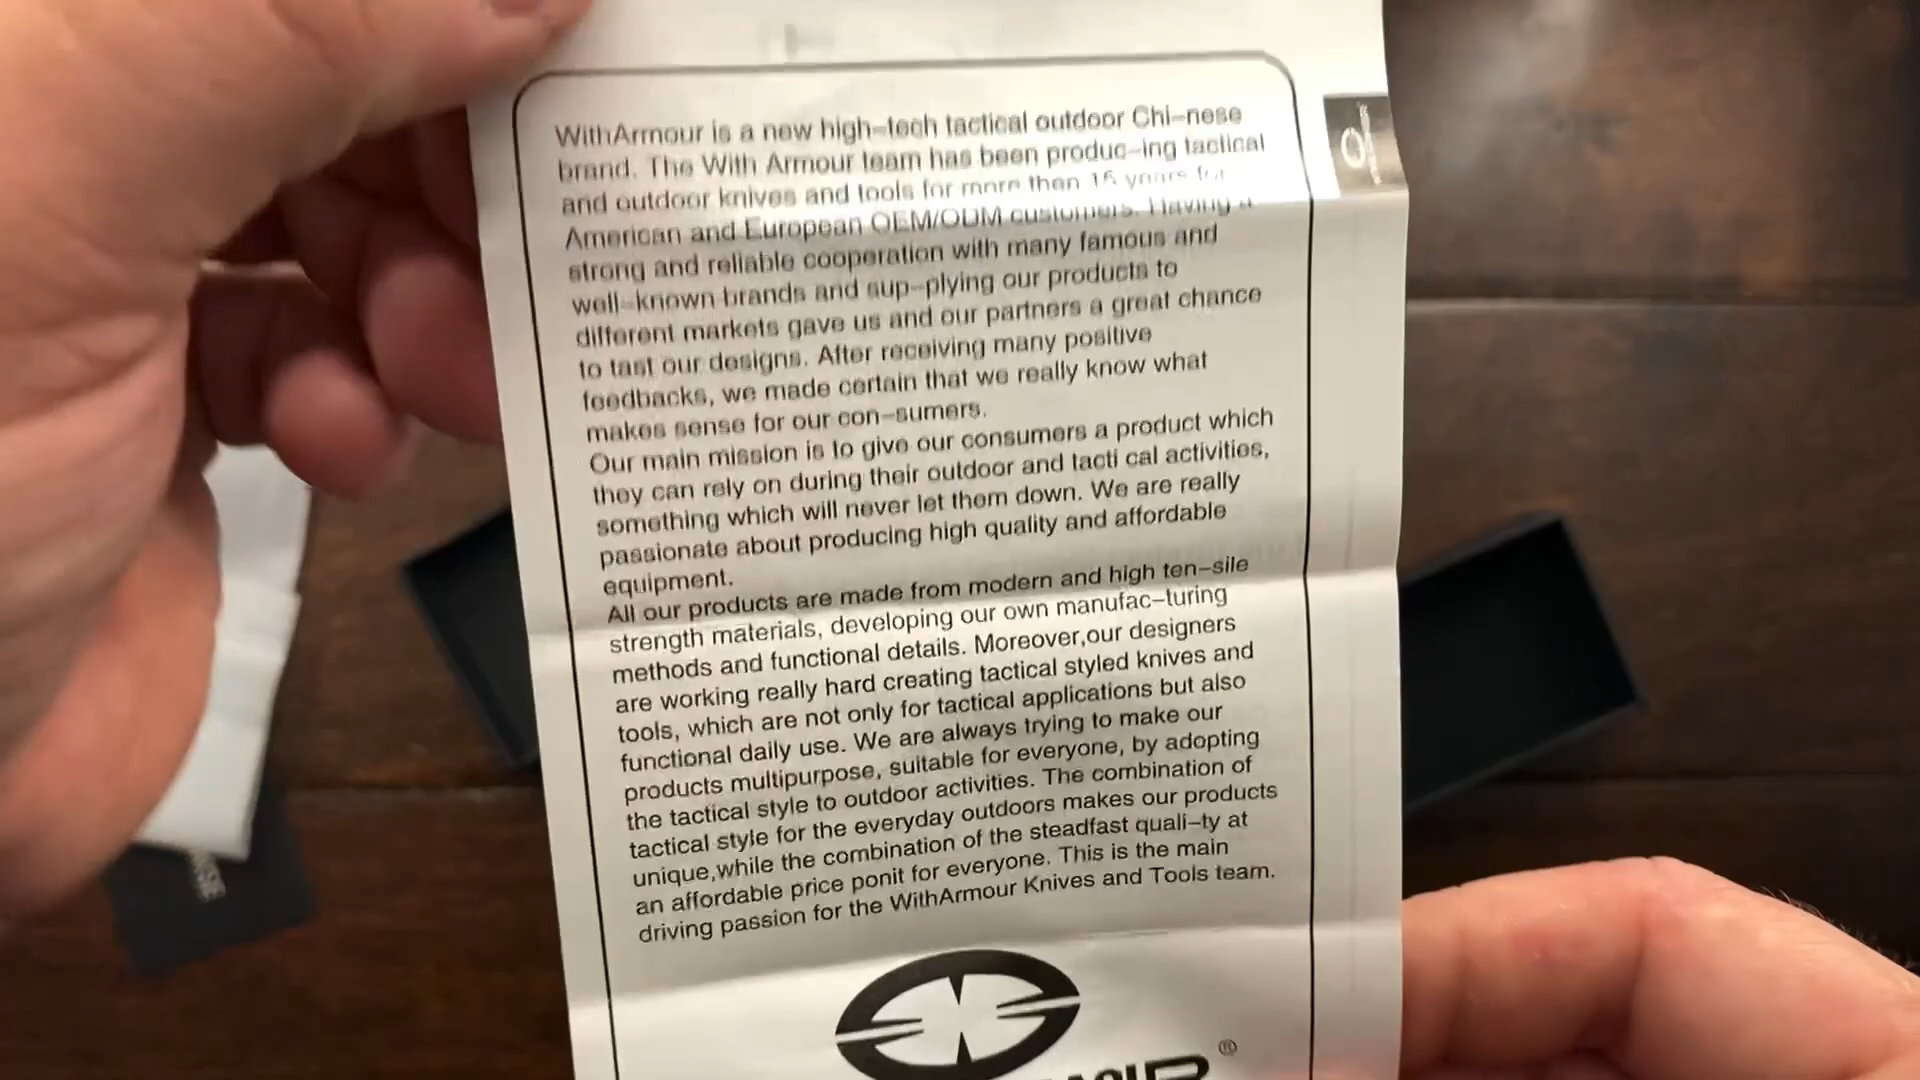 WithArmour is a new high-tech tactical outdoor Chi-nese
brand. The With Armour team has been produc-ing tactical
and outdoor knives and tools for more then 15 years for
American and European OEM/ODM customers. Having a
strong and reliable cooperation with many famous and
well-known brands and sup-plying our products to
different markets gave us and our partners a great chance
to tast our designs. After receiving many positive
feedbacks, we made certain that we really know what
makes sense for our con-sumers.
Our main mission is to give our consumers a product which
they can rely on during their outdoor and tacti cal activities,
something which will never let them down. We are really
passionate about producing high quality and affordable
equipment.
All our products are made from modern and high ten-sile
strength materials, developing our own manufac-turing
methods and functional details. Moreover,our designers
are working really hard creating tactical styled knives and
tools, which are not only for tactical applications but also
functional daily use. We are always trying to make our
products multipurpose, suitable for everyone, by adopting
the tactical style to outdoor activities. The combination of
tactical style for the everyday outdoors makes our products
unique,while the combination of the steadfast quali-ty at
an affordable price ponit for everyone. This is the main
driving passion for the WithArmour Knives and Tools team.
®